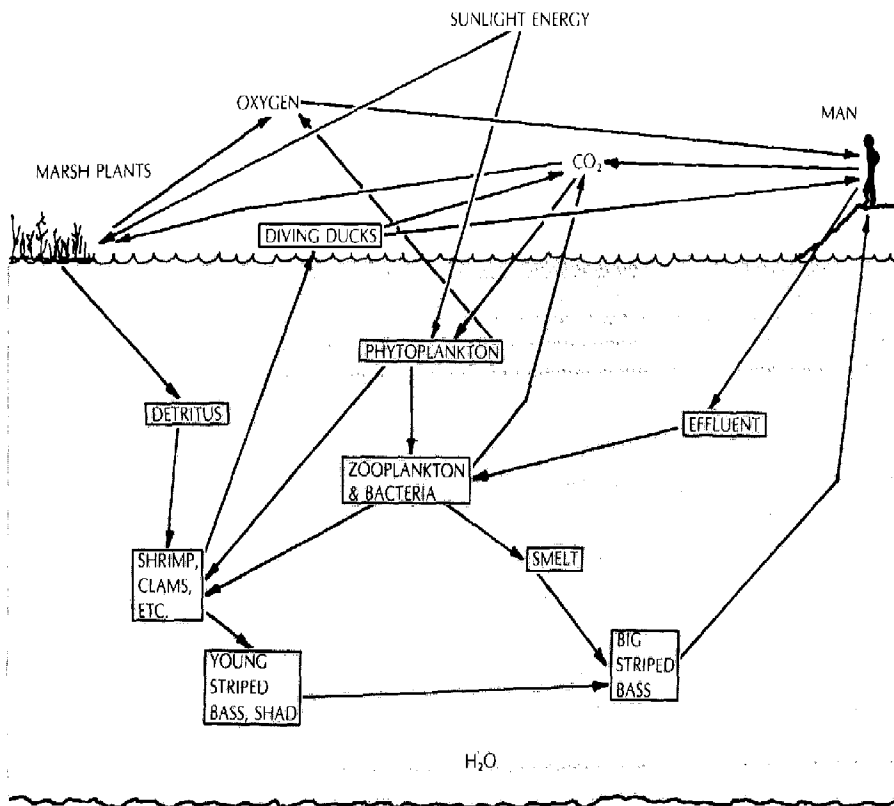 SUNLIGHT ENERGY
OXYGEN
MAN
CO₂
MARSH PLANTS
DIVING DUCKS
PHYTOPLANKTON
DETRITUS
EFFLUENT
ZOOPLANKTON
& BACTERIA
SHRIMP,
CLAMS,
ETC.
SMELT
YOUNG
STRIPED
BASS, SHAD
BIG
STRIPED
BASS
H₂O